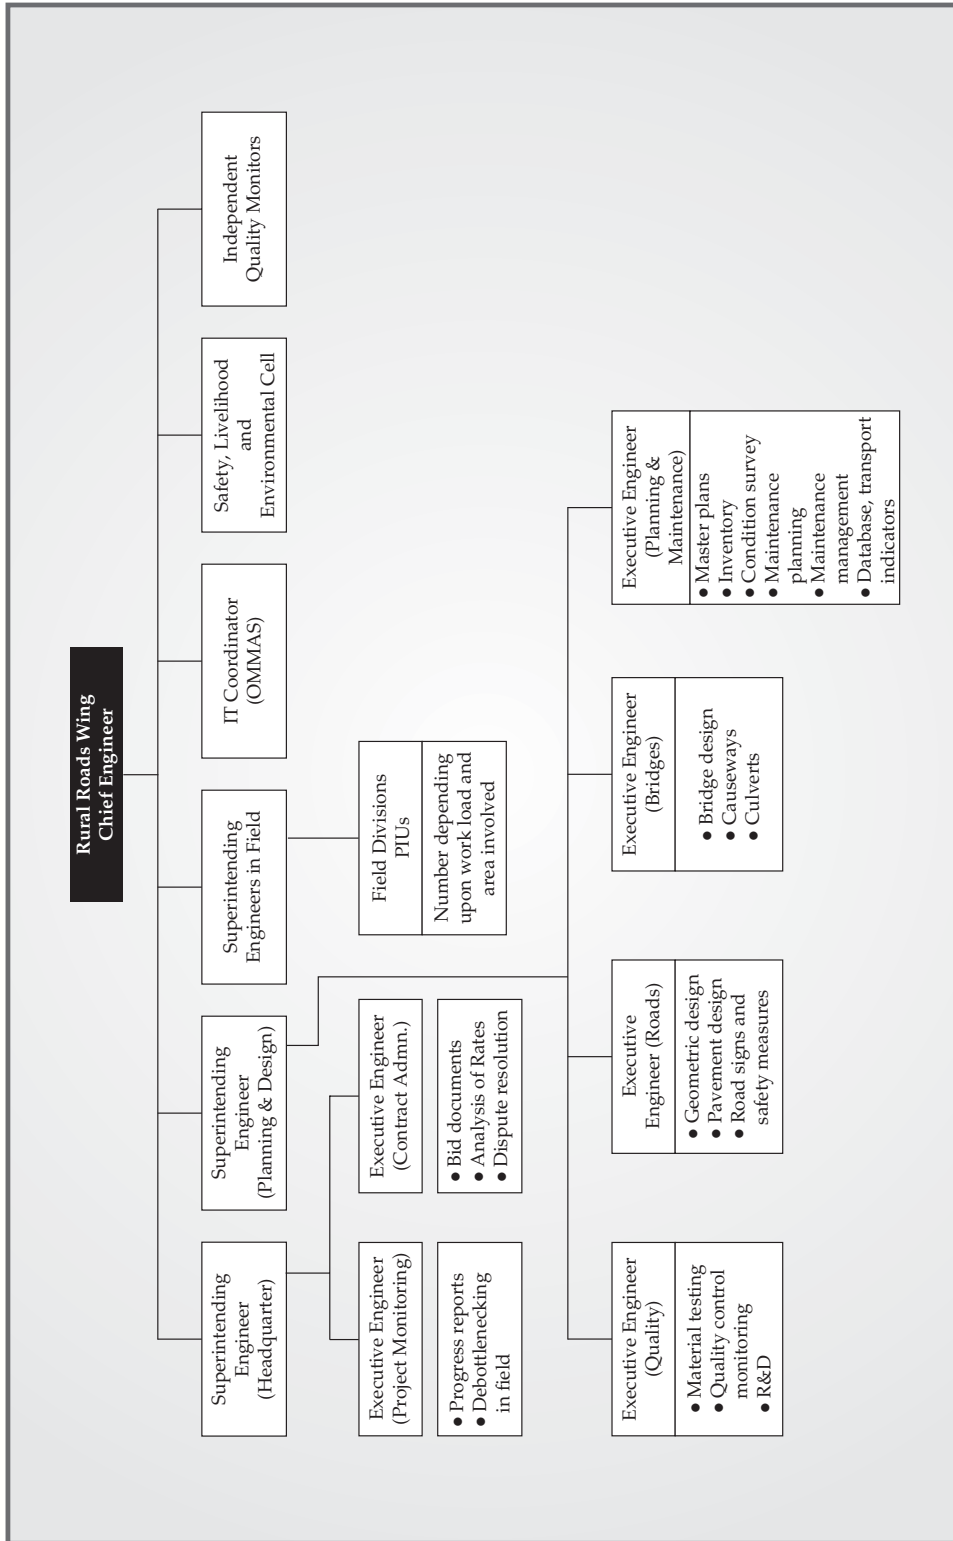 Rural Roads Wing
Chief Engineer
Superintending
Engineer
(Headquarter)
Superintending
Engineer
(Planning & Design)
Superintending
Engineers in Field
IT Coordinator
(OMMAS)
Safety, Livelihood
and
Environmental Cell
Independent
Quality Monitors
Executive Engineer
(Project Monitoring)
● Progress reports
● Debottlenecking
in field
Executive Engineer
(Contract Admn.)
● Bid documents
● Analysis of Rates
● Dispute resolution
Field Divisions
PIUs
Number depending
upon work load and
area involved
Executive Engineer
(Quality)
● Material testing
● Quality control
monitoring
● R&D
Executive
Engineer (Roads)
● Geometric design
● Pavement design
● Road signs and
safety measures
Executive Engineer
(Bridges)
● Bridge design
● Causeways
● Culverts
Executive Engineer
(Planning &
Maintenance)
● Master plans
● Inventory
● Condition survey
● Maintenance
planning
● Maintenance
management
● Database, transport
indicators